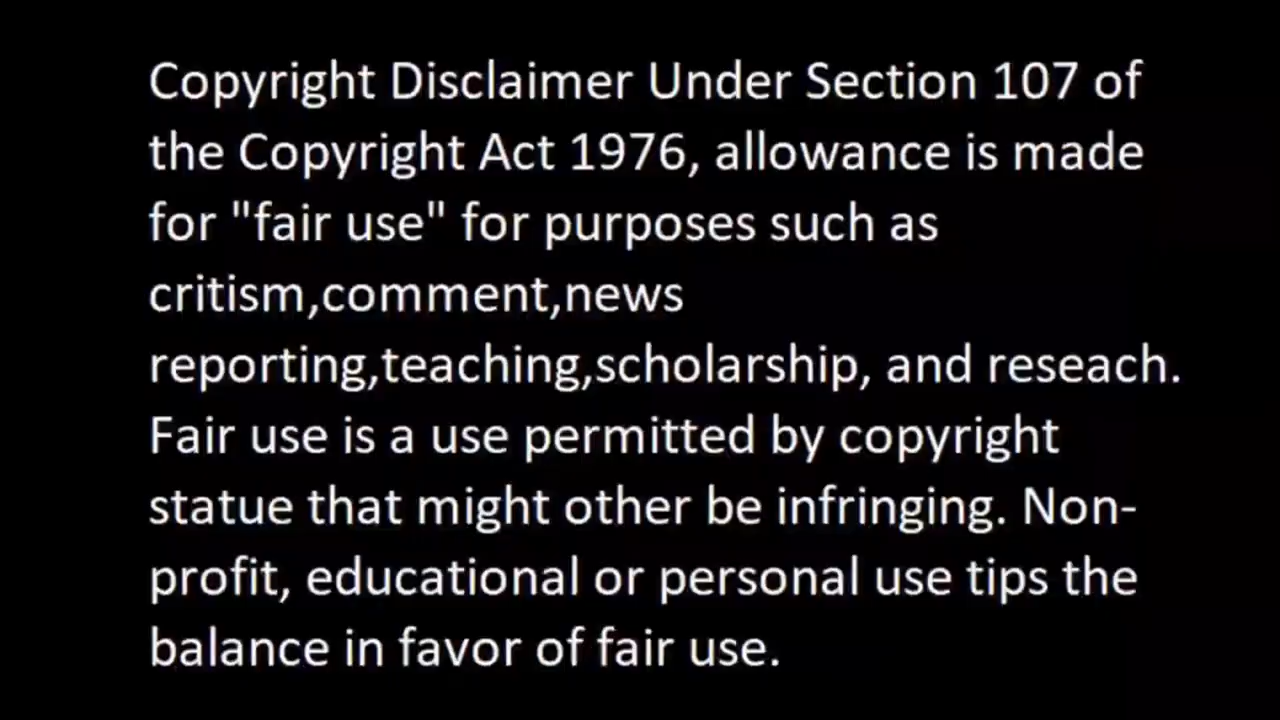 Copyright Disclaimer Under Section 107 of
the Copyright Act 1976, allowance is made
for "fair use" for purposes such as
critism,comment,news
reporting,teaching,scholarship, and reseach.
Fair use is a use permitted by copyright
statue that might other be infringing. Non-
profit, educational or personal use tips the
balance in favor of fair use.